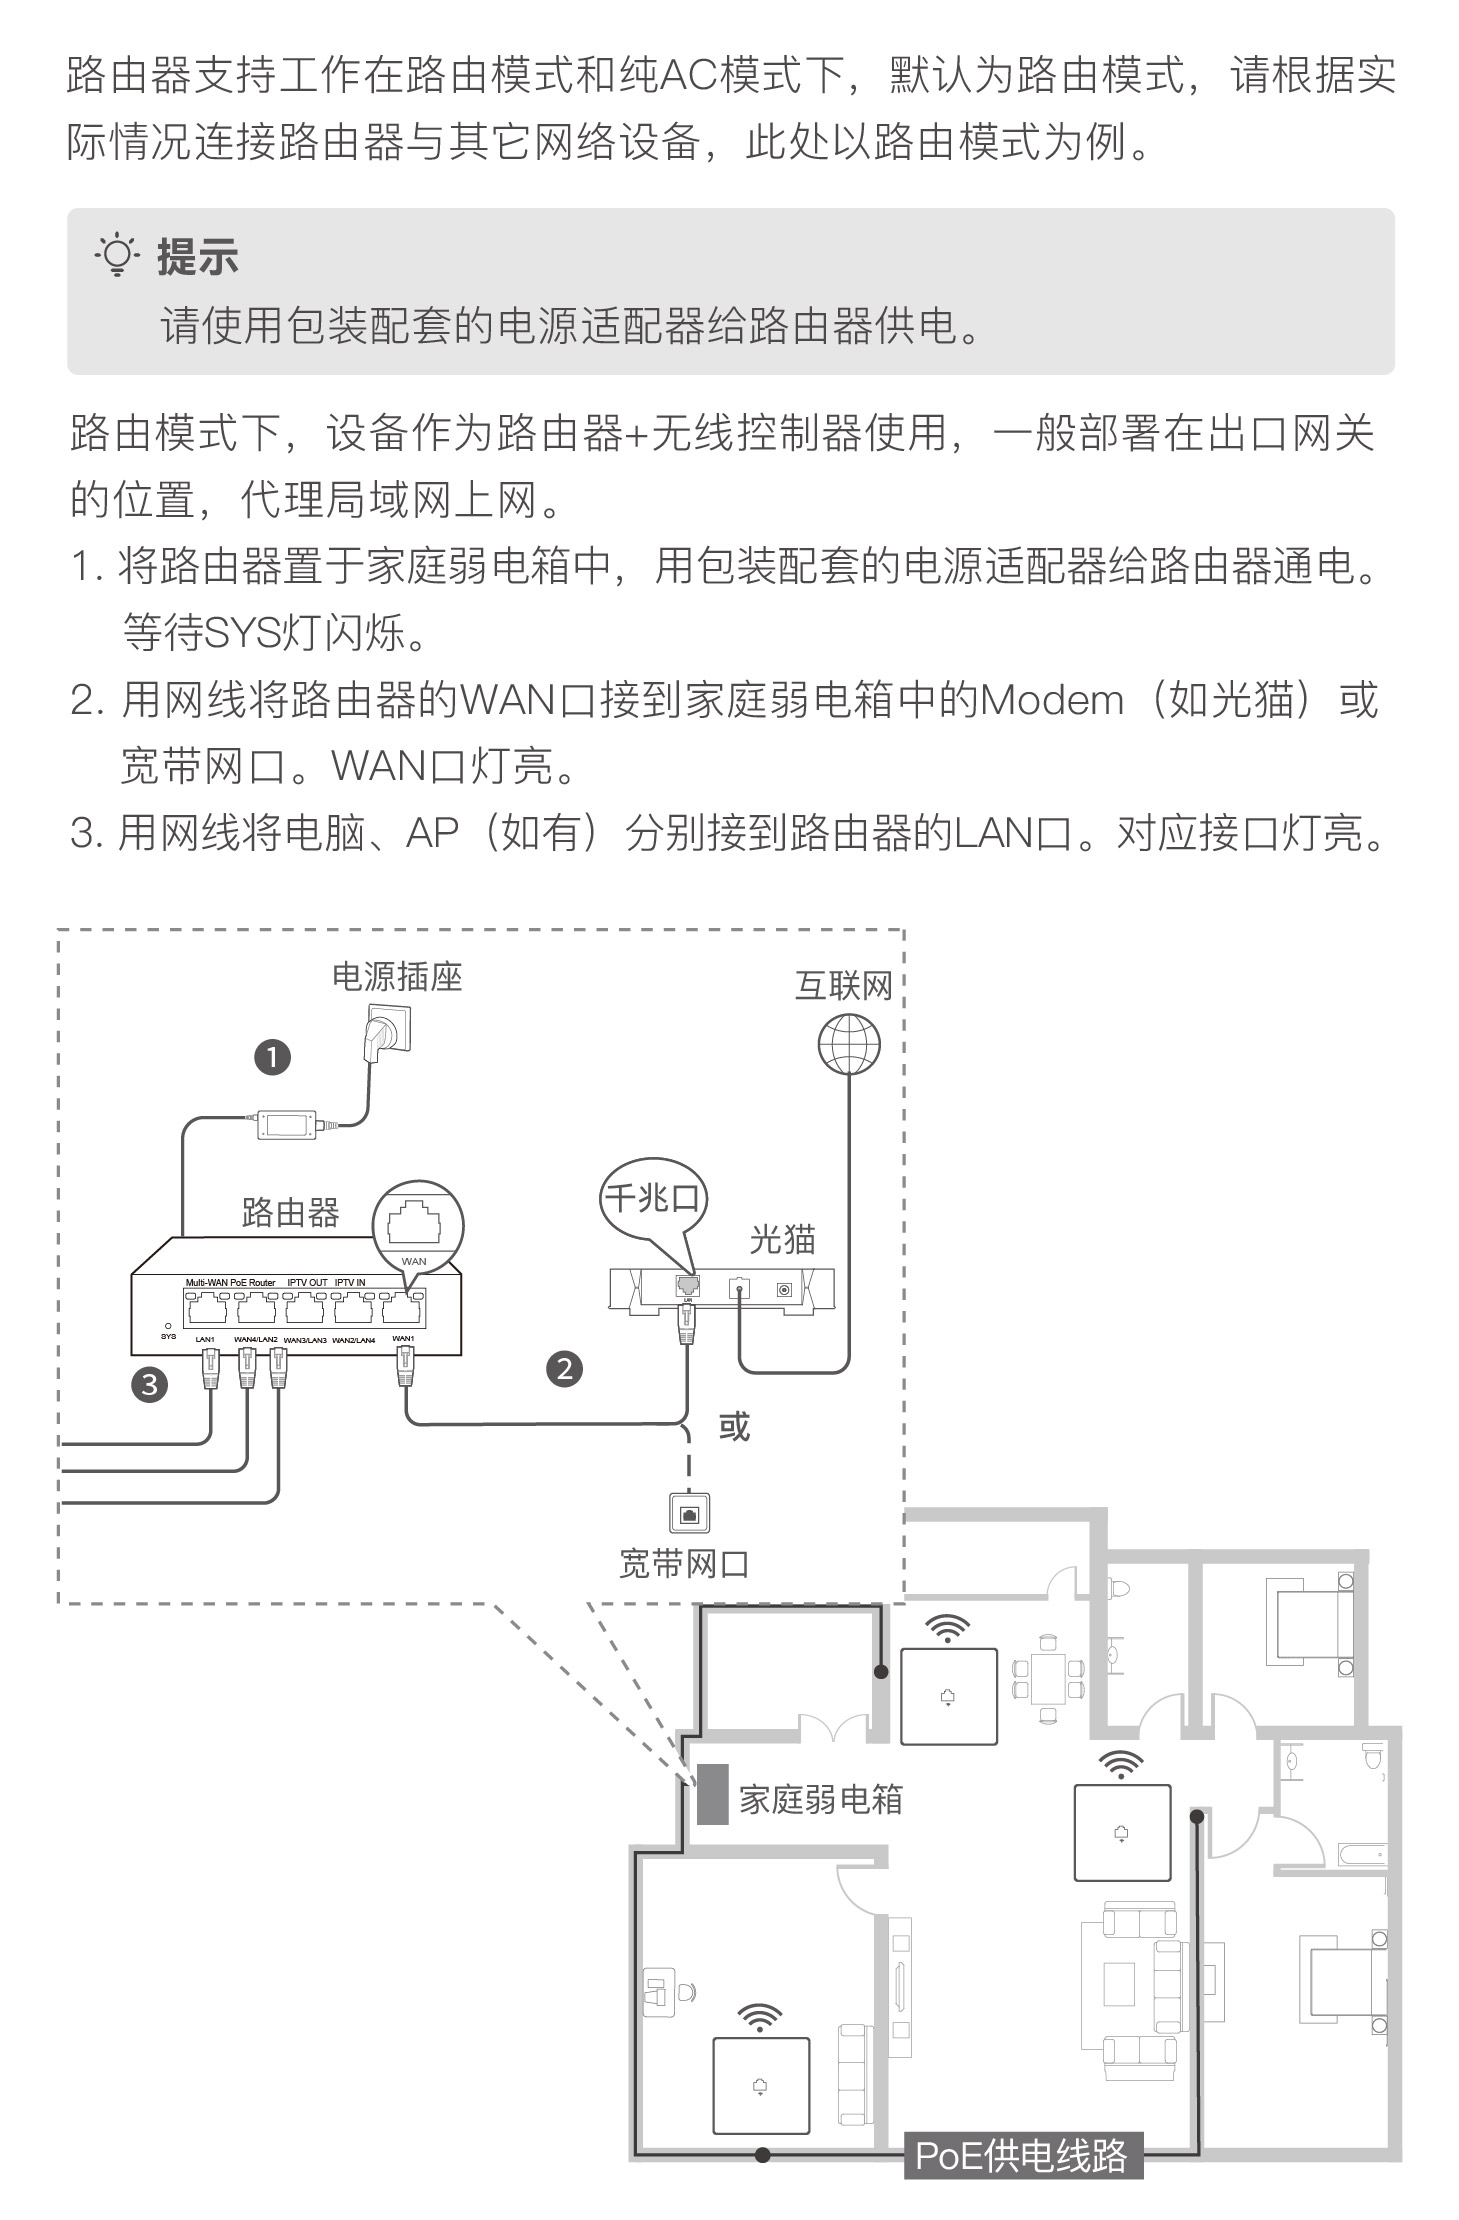 路由器支持工作在路由模式和纯AC模式下，默认为路由模式，请根据实
际情况连接路由器与其它网络设备，此处以路由模式为例。
提示
请使用包装配套的电源适配器给路由器供电。
路由模式下，设备作为路由器+无线控制器使用，一般部署在出口网关
的位置，代理局域网上网。
1. 将路由器置于家庭弱电箱中，用包装配套的电源适配器给路由器通电。
等待SYS灯闪烁。
2. 用网线将路由器的WAN口接到家庭弱电箱中的Modem（如光猫）或
宽带网口。WAN口灯亮。
3. 用网线将电脑、AP（如有）分别接到路由器的LAN口。对应接口灯亮。
电源插座
互联网
1
千兆口
路由器
光猫
WAN
Multi-WAN PoE Router IPTV OUT IPTV IN
LAN
SYS
LAN1 WAN4/LAN2 WAN3/LAN3 WAN2/LAN4 WAN1
2
3
或
宽带网口
家庭弱电箱
PoE供电线路